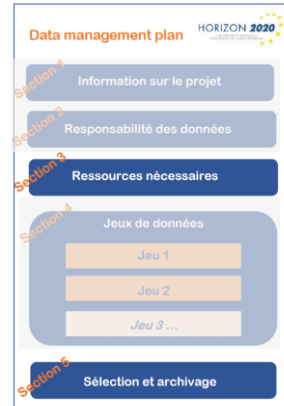 Data management plan
HORIZON 2020
Section 1
Information sur le projet
Section 2
Responsabilité des données
Section 3
Ressources nécessaires
Section 4
Jeux de données
Jeu 1
Jeu 2
Jeu 3 ...
Section 5
Sélection et archivage